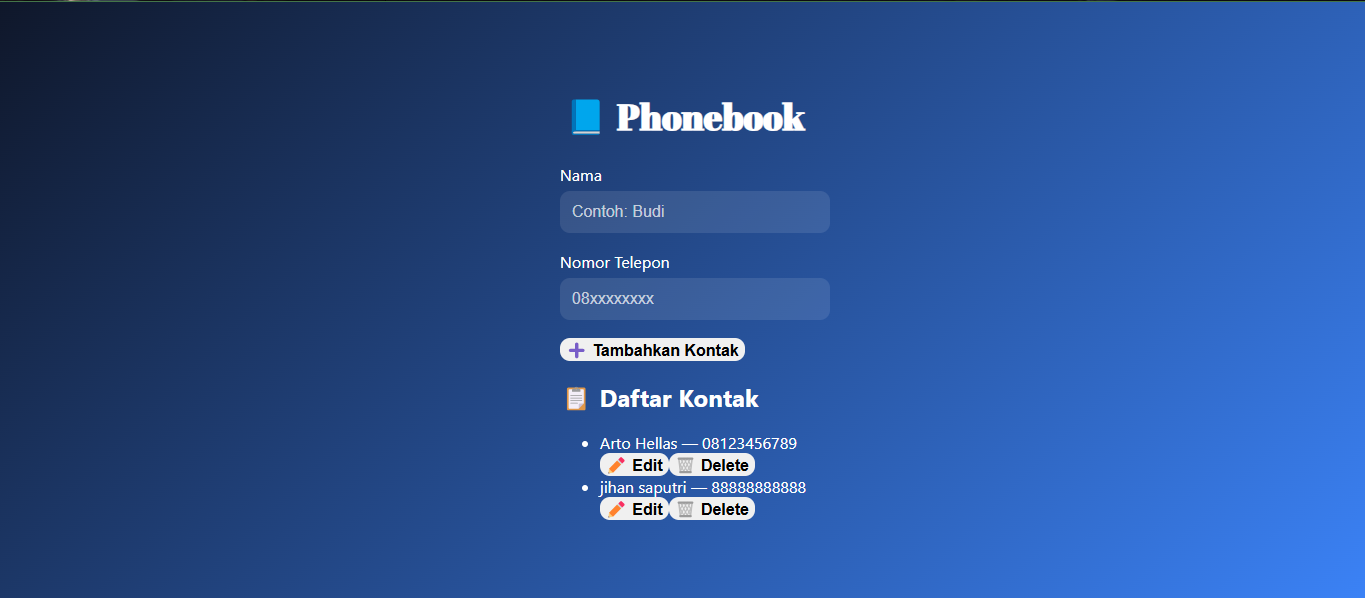 Phonebook
Nama
Contoh: Budi
Nomor Telepon
08xxxxxxxx
Tambahkan Kontak
Daftar Kontak
Arto Hellas — 08123456789
Edit Delete
jihan saputri — 88888888888
Edit Delete